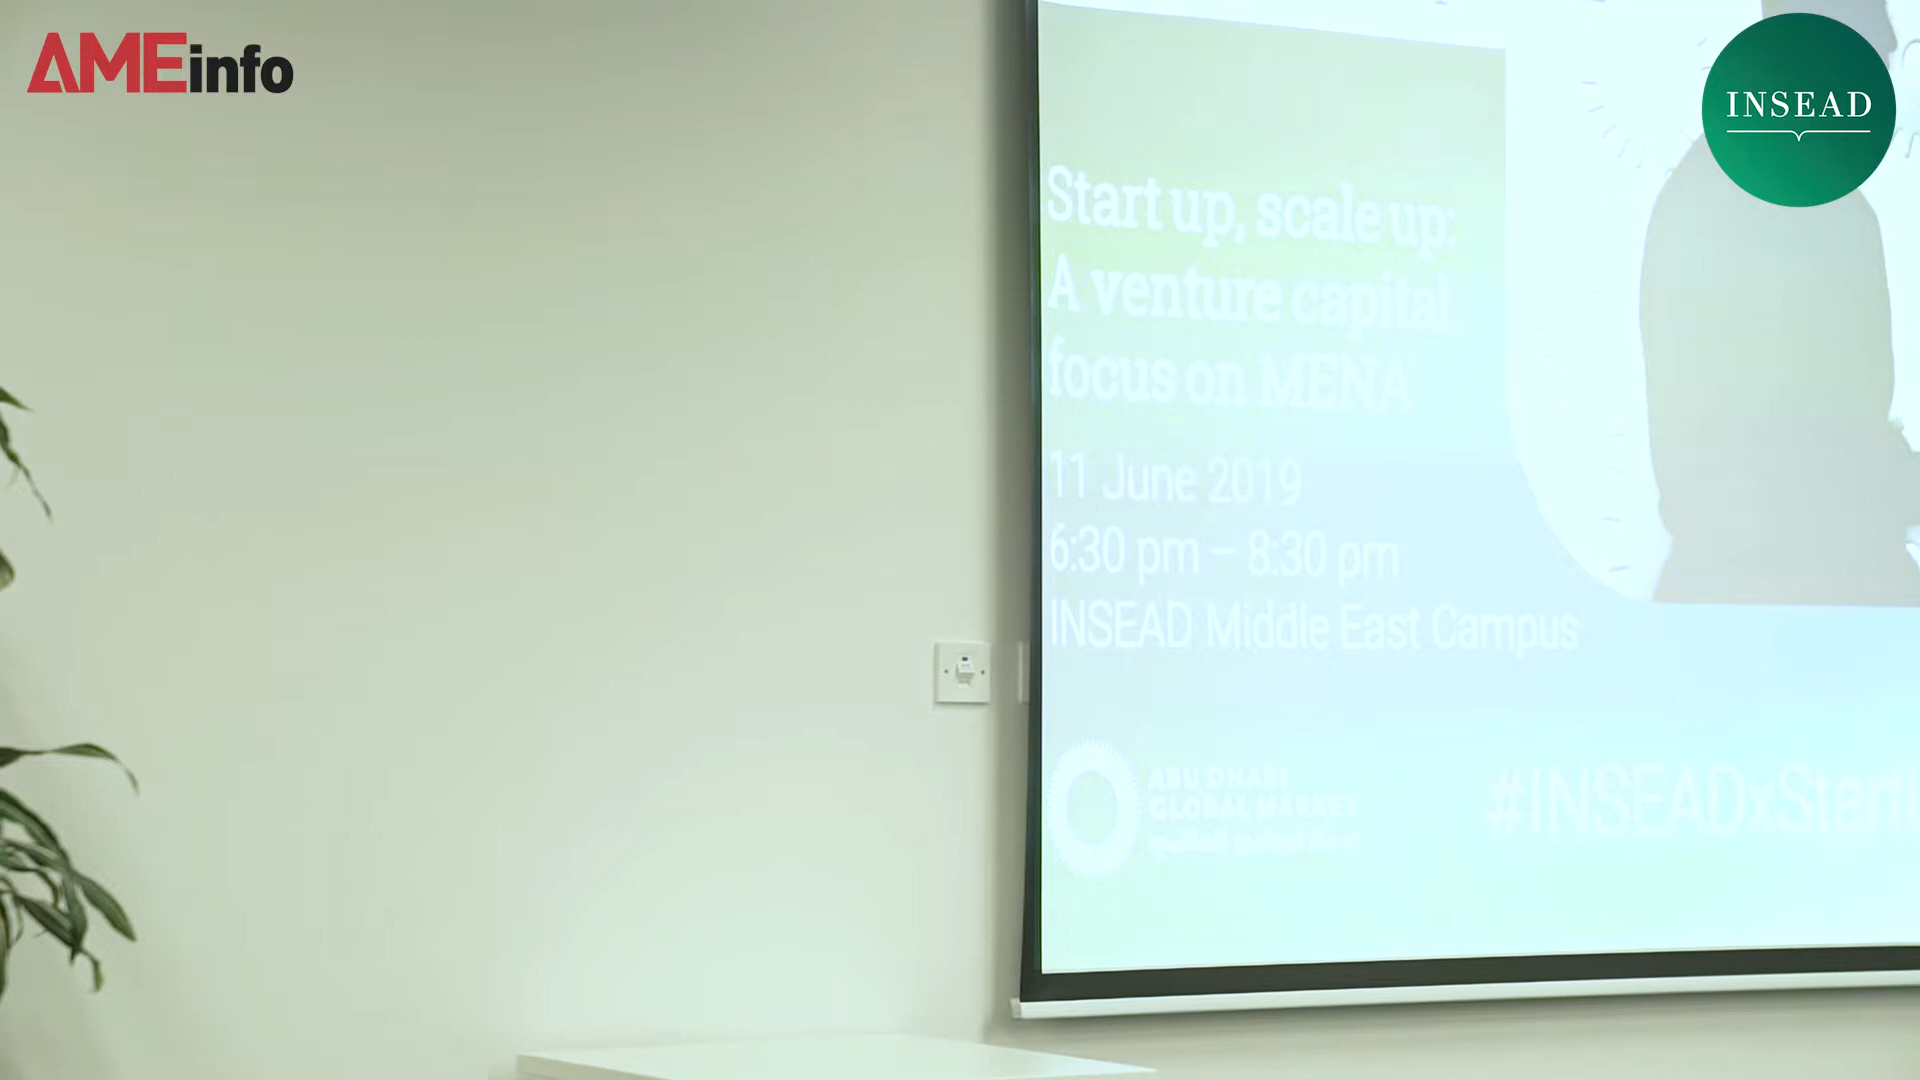 AMEinfo
INSEAD
Start up, scale up:
A venture capital
focus on MENA
11 June 2019
6:30 pm – 8:30 pm
INSEAD Middle East Campus
ABU DHABI
GLOBAL MARKET
#INSEADxStart